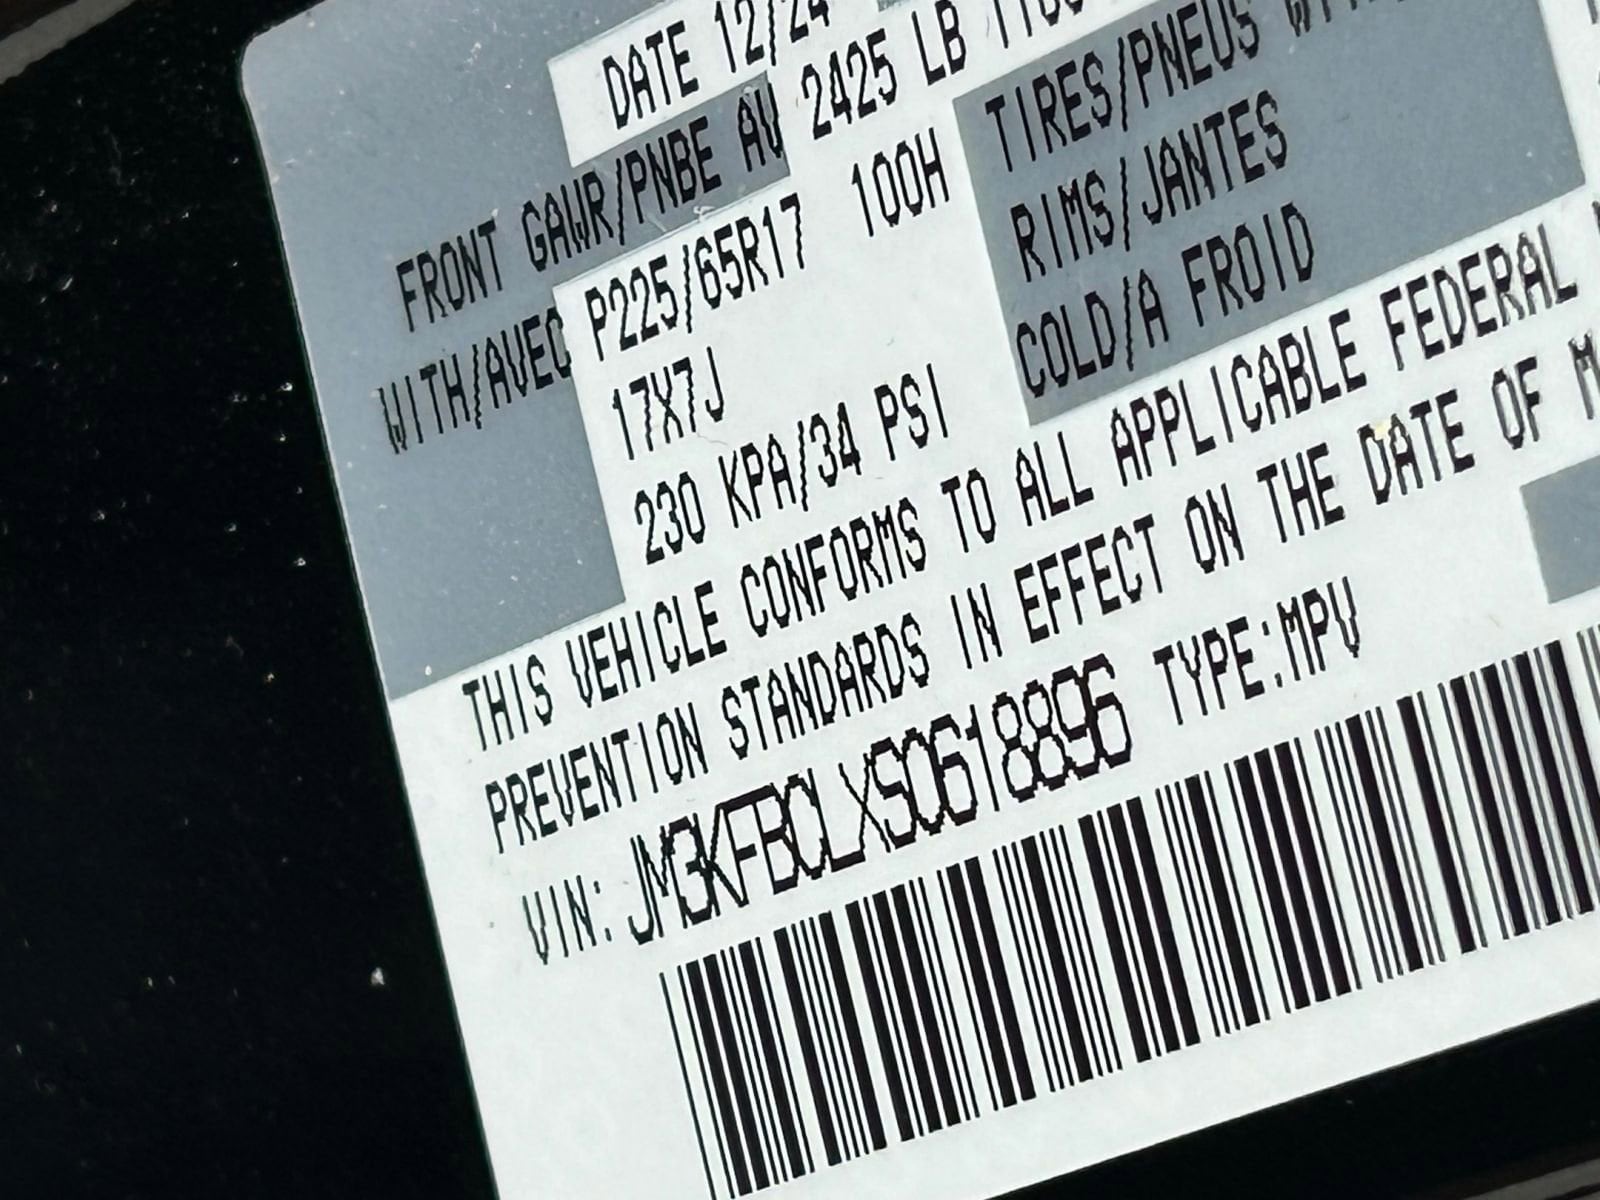 DATE 12/24
FRONT GAWR/PNBE AV 2425 LB
WITH/AVEC P225/65R17 100H TIRES/PNEUS
17X7J RIMS/JANTES
230 KPA/34 PSI COLD/A FROID
THIS VEHICLE CONFORMS TO ALL APPLICABLE FEDERAL
PREVENTION STANDARDS IN EFFECT ON THE DATE OF
VIN: JM3KFBCLXS0618896 TYPE:MPV